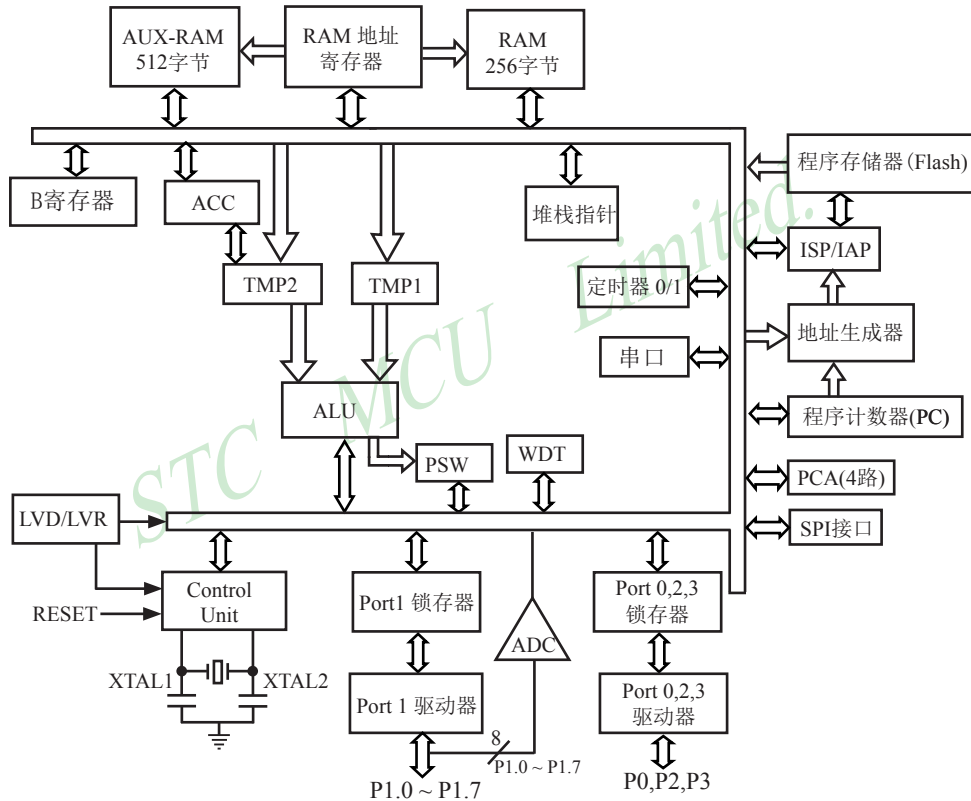 AUX-RAM
512字节
RAM 地址
寄存器
RAM
256字节
B寄存器
ACC
堆栈指针
程序存储器(Flash)
ISP/IAP
TMP2
TMP1
定时器 0/1
地址生成器
串口
ALU
程序计数器(PC)
PSW
WDT
PCA(4路)
LVD/LVR
SPI接口
Control
Unit
RESET
Port1 锁存器
ADC
Port 0,2,3
锁存器
XTAL1
XTAL2
Port 1 驱动器
Port 0,2,3
驱动器
8
P1.0 ~ P1.7
P1.0 ~ P1.7
P0,P2,P3
STC MCU Limited.